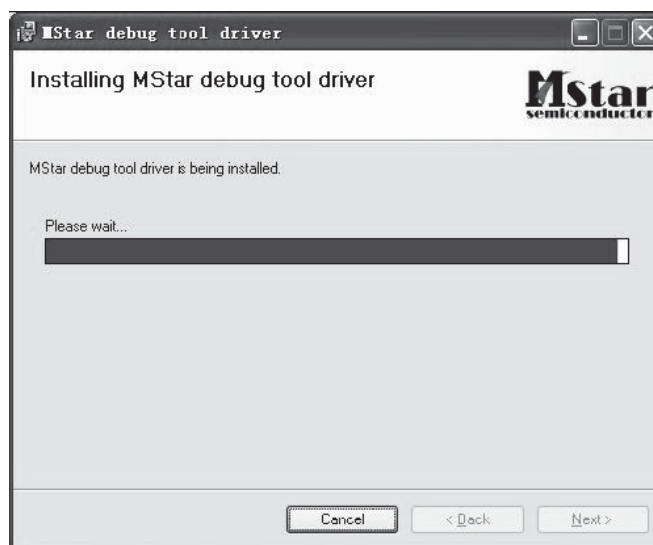 MStar debug tool driver
Installing MStar debug tool driver
MStar
semiconductor
MStar debug tool driver is being installed.
Please wait...
Cancel
< Back
Next >